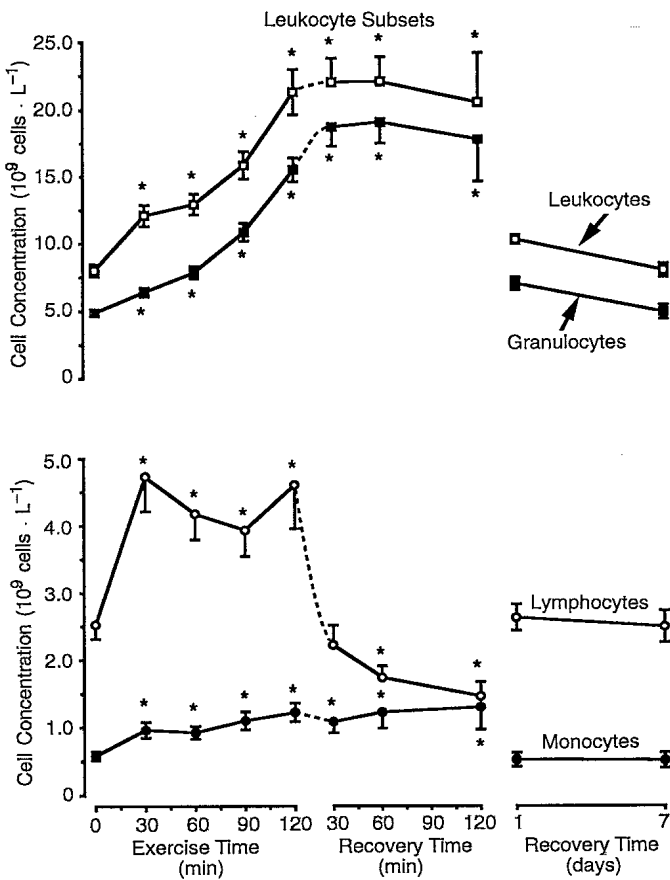 Leukocyte Subsets
Cell Concentration (10⁹ cells · L⁻¹)
25.0
20.0
15.0
10.0
5.0
0
* * * * * * *
* * * * * * *
Leukocytes
Granulocytes
Cell Concentration (10⁹ cells · L⁻¹)
5.0
4.0
3.0
2.0
1.0
0
* * * * * *
* * * * * * *
Lymphocytes
Monocytes
0 30 60 90 120 30 60 90 120 1 7
Exercise Time Recovery Time Recovery Time
(min) (min) (days)